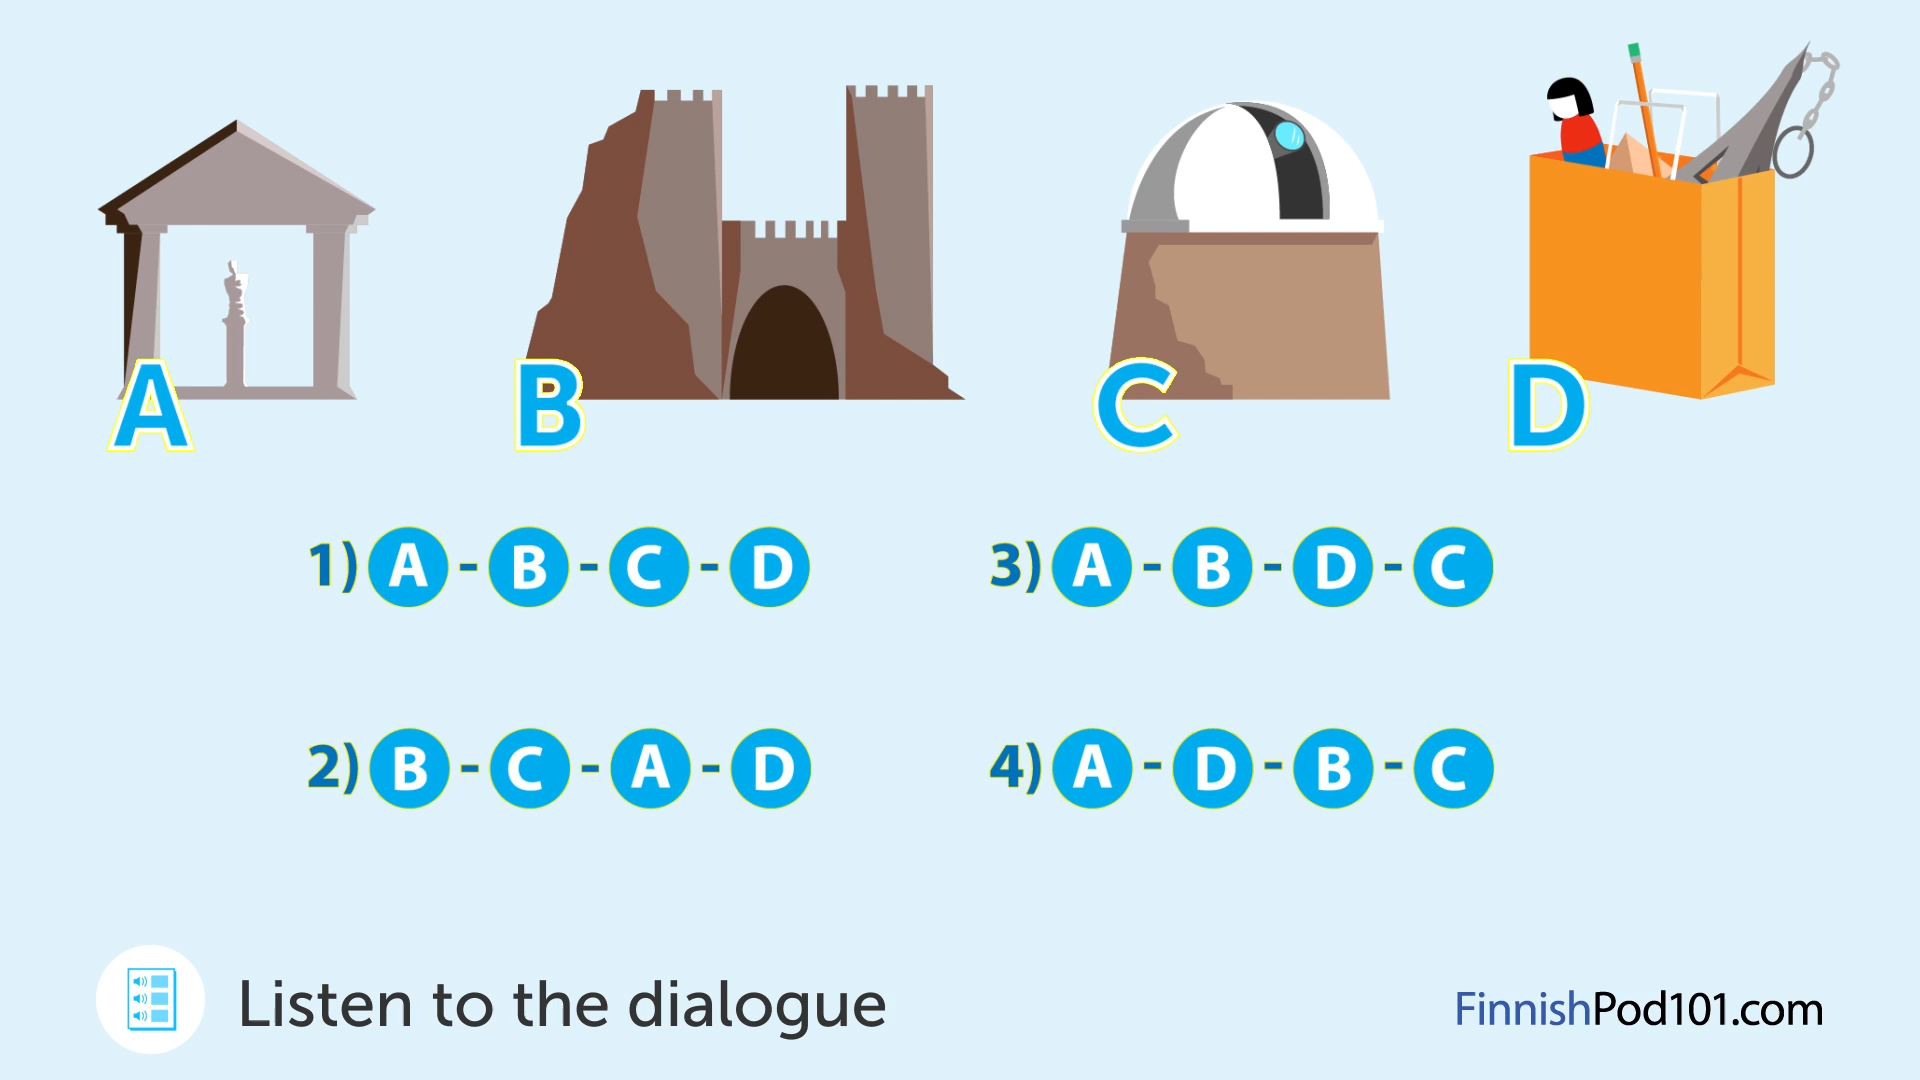 A B C D
1) A - B - C - D
3) A - B - D - C
2) B - C - A - D
4) A - D - B - C
Listen to the dialogue
FinnishPod101.com